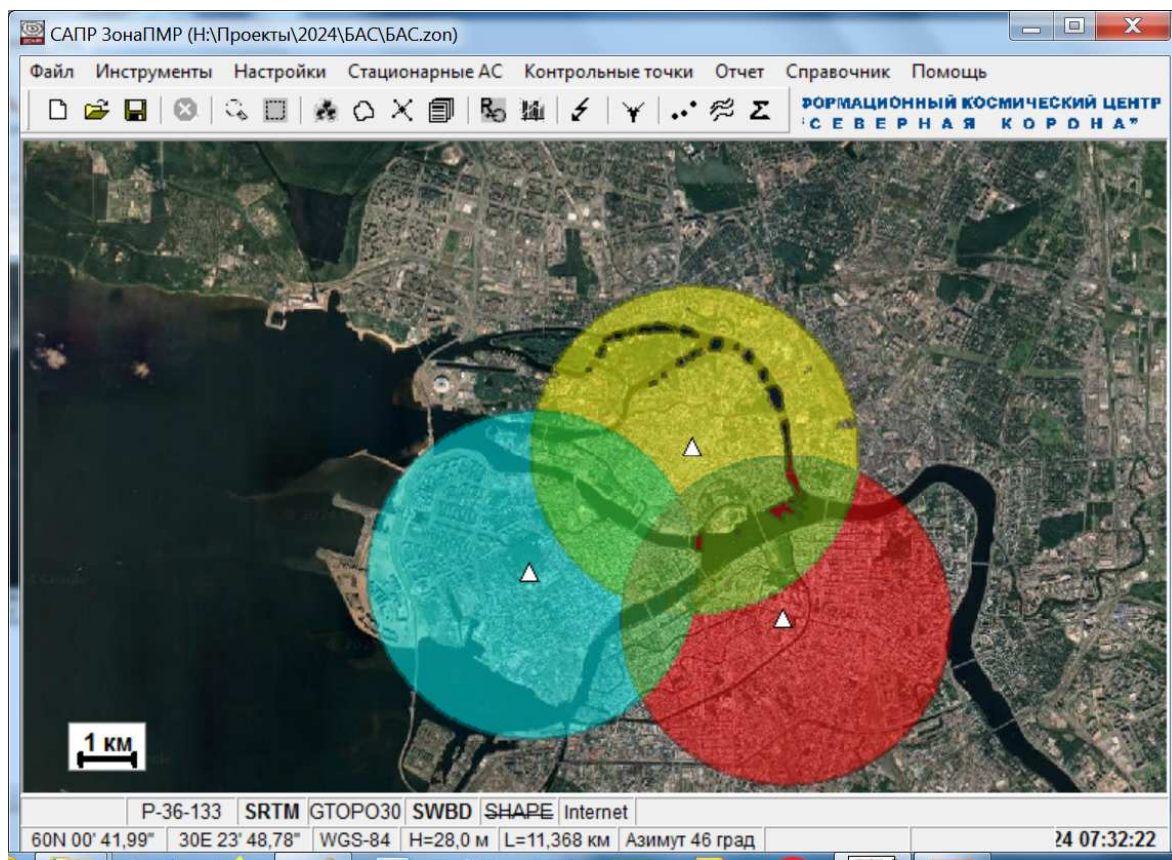 САПР ЗонаПМР (H:\Проекты\2024\БАС\БАС.zon)
Файл Инструменты Настройки Стационарные АС Контрольные точки Отчет Справочник Помощь
ФОРМАЦИОННЫЙ КОСМИЧЕСКИЙ ЦЕНТР
"СЕВЕРНАЯ КОРОНА"
1 км
P-36-133 SRTM GTOPO30 SWBD SHAPE Internet
60N 00' 41,99" 30E 23' 48,78" WGS-84 H=28,0 м L=11,368 км Азимут 46 град 24 07:32:22